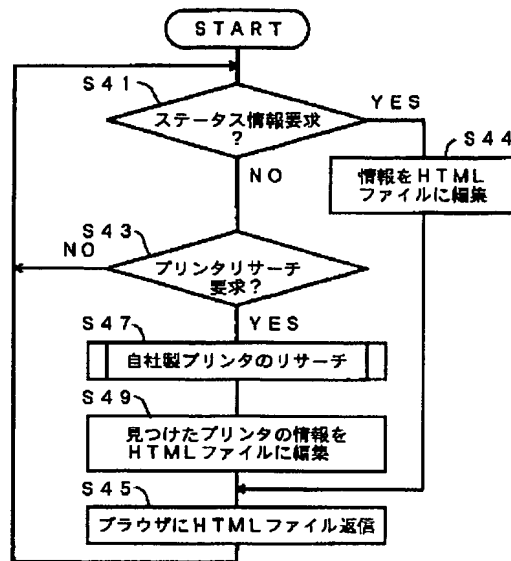 START
S41
ステータス情報要求
?
YES
S44
情報をHTML
ファイルに編集
NO
S43
NO
プリンタリサーチ
要求?
YES
S47
自社製プリンタのリサーチ
S49
見つけたプリンタの情報を
HTMLファイルに編集
S45
ブラウザにHTMLファイル返信